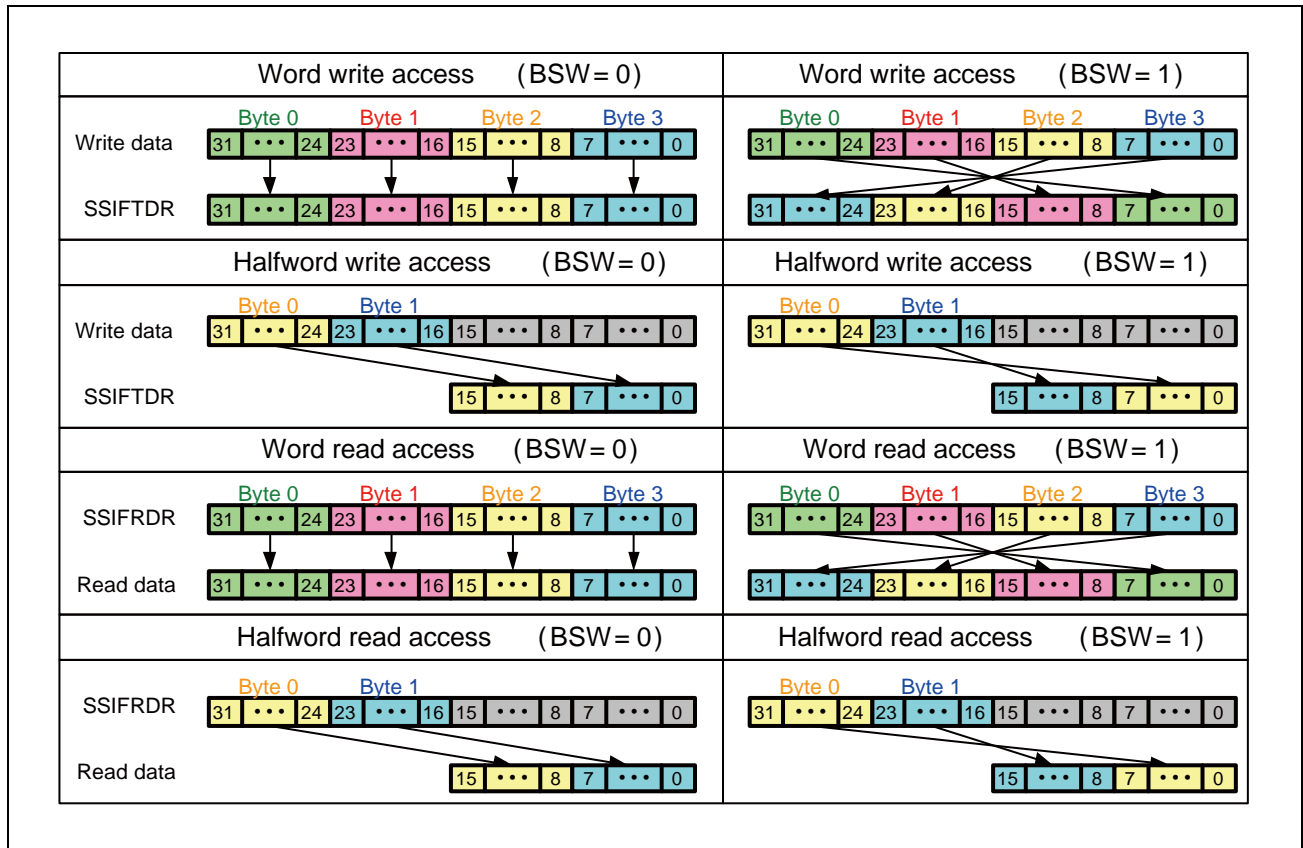 Word write access (BSW = 0) Word write access (BSW = 1)
Byte 0 Byte 1 Byte 2 Byte 3 Byte 0 Byte 1 Byte 2 Byte 3
Write data 31 ••• 24 23 ••• 16 15 ••• 8 7 ••• 0 31 ••• 24 23 ••• 16 15 ••• 8 7 ••• 0
SSIFTDR 31 ••• 24 23 ••• 16 15 ••• 8 7 ••• 0 31 ••• 24 23 ••• 16 15 ••• 8 7 ••• 0
Halfword write access (BSW = 0) Halfword write access (BSW = 1)
Byte 0 Byte 1 Byte 0 Byte 1
Write data 31 ••• 24 23 ••• 16 15 ••• 8 7 ••• 0 31 ••• 24 23 ••• 16 15 ••• 8 7 ••• 0
SSIFTDR 15 ••• 8 7 ••• 0 15 ••• 8 7 ••• 0
Word read access (BSW = 0) Word read access (BSW = 1)
Byte 0 Byte 1 Byte 2 Byte 3 Byte 0 Byte 1 Byte 2 Byte 3
SSIFRDR 31 ••• 24 23 ••• 16 15 ••• 8 7 ••• 0 31 ••• 24 23 ••• 16 15 ••• 8 7 ••• 0
Read data 31 ••• 24 23 ••• 16 15 ••• 8 7 ••• 0 31 ••• 24 23 ••• 16 15 ••• 8 7 ••• 0
Halfword read access (BSW = 0) Halfword read access (BSW = 1)
Byte 0 Byte 1 Byte 0 Byte 1
SSIFRDR 31 ••• 24 23 ••• 16 15 ••• 8 7 ••• 0 31 ••• 24 23 ••• 16 15 ••• 8 7 ••• 0
Read data 15 ••• 8 7 ••• 0 15 ••• 8 7 ••• 0